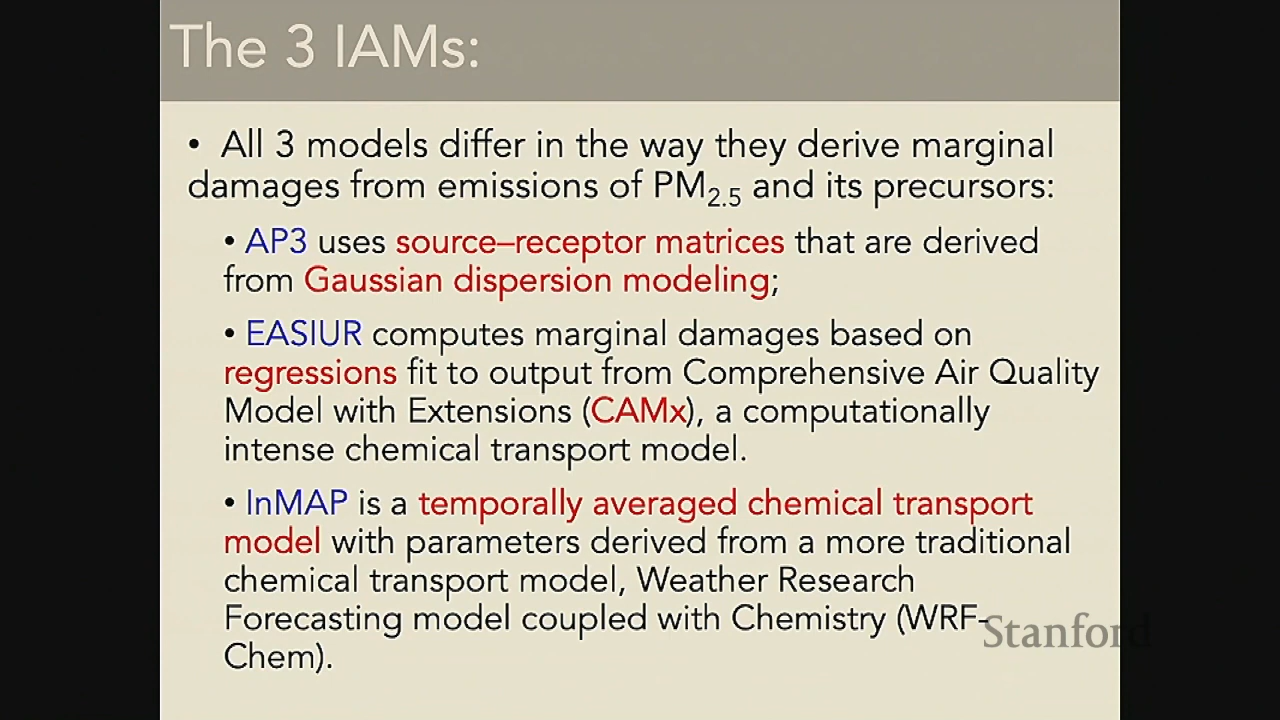 The 3 IAMs:
• All 3 models differ in the way they derive marginal
damages from emissions of PM2.5 and its precursors:
• AP3 uses source–receptor matrices that are derived
from Gaussian dispersion modeling;
• EASIUR computes marginal damages based on
regressions fit to output from Comprehensive Air Quality
Model with Extensions (CAMx), a computationally
intense chemical transport model.
• InMAP is a temporally averaged chemical transport
model with parameters derived from a more traditional
chemical transport model, Weather Research
Forecasting model coupled with Chemistry (WRF-
Chem).
Stanford